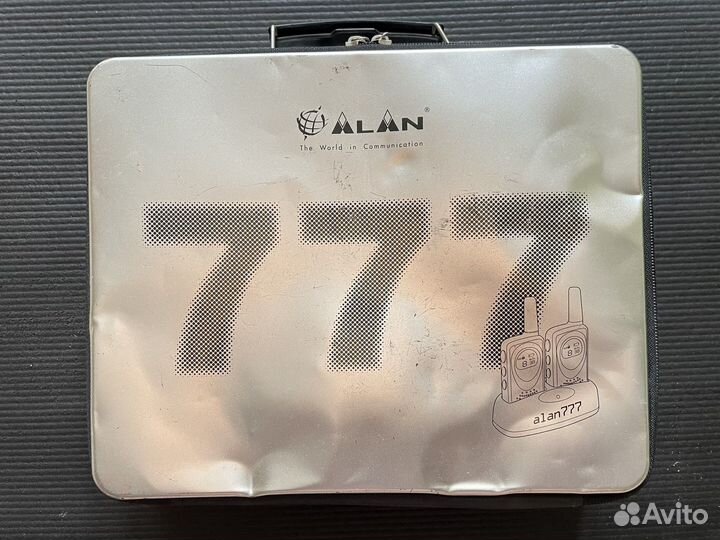 ALAN®
The World in Communication
777
alan777
Avito